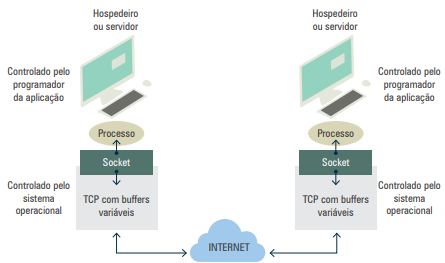 Hospedeiro
ou servidor
Hospedeiro
ou servidor
Controlado pelo
programador
da aplicação
Controlado pelo
programador
da aplicação
Processo
Processo
Socket
Socket
Controlado pelo
sistema
operacional
TCP com buffers
variáveis
TCP com buffers
variáveis
Controlado pelo
sistema
operacional
INTERNET